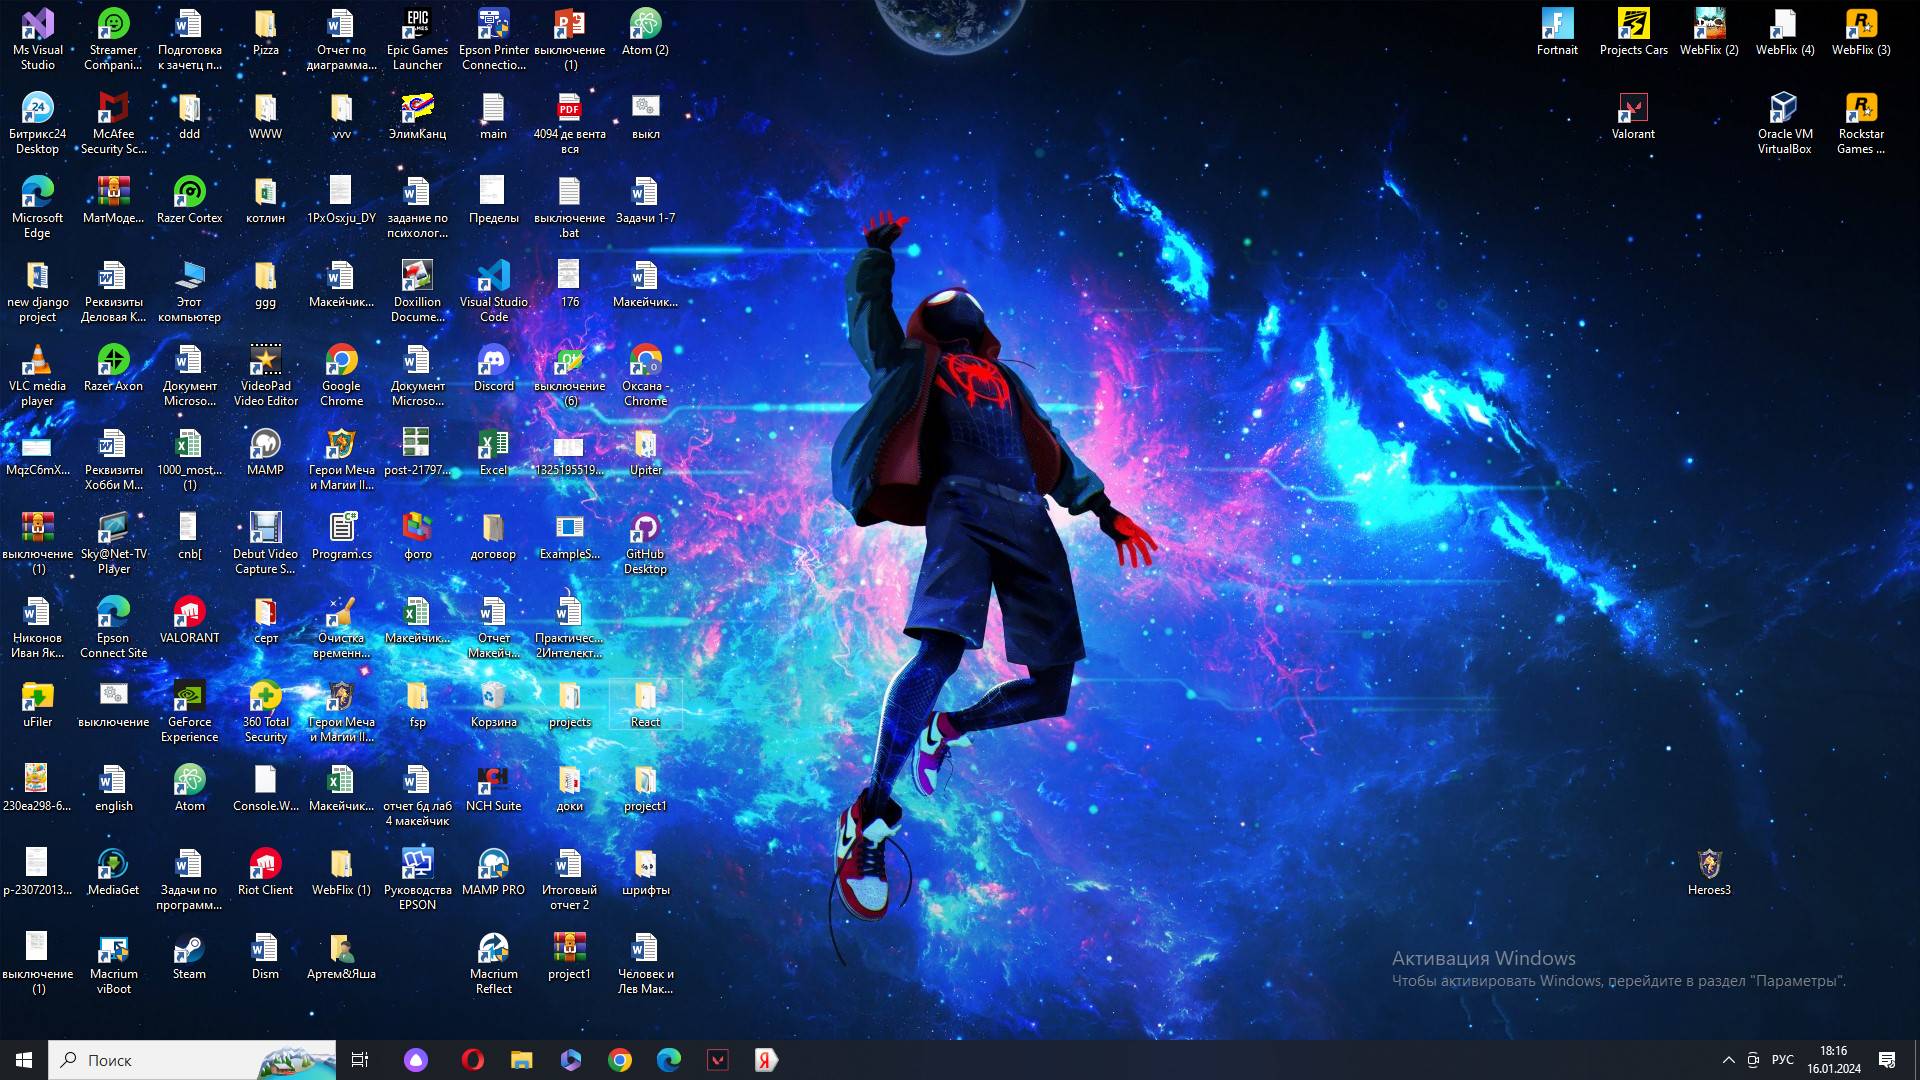 Ms Visual
Studio
Streamer
Compani...
Подготовка
к зачетц п...
Pizza
Отчет по
диаграмма...
Epic Games
Launcher
Epson Printer
Connectio...
выключение
(1)
Atom (2)
Fortnait
Projects Cars
WebFlix (2)
WebFlix (4)
WebFlix (3)
Битрикс24
Desktop
McAfee
Security Sc...
ddd
WWW
vvv
ЭлимКанц
main
4094 де вента
вся
выкл
Valorant
Oracle VM
VirtualBox
Rockstar
Games ...
Microsoft
Edge
МатМоде...
Razer Cortex
котлин
1PxOsxju_DY
задание по
психолог...
Пределы
выключение
.bat
Задачи 1-7
new django
project
Реквизиты
Деловая К...
Этот
компьютер
ggg
Макейчик...
Doxillion
Docume...
Visual Studio
Code
176
Макейчик...
VLC media
player
Razer Axon
Документ
Microso...
VideoPad
Video Editor
Google
Chrome
Документ
Microso...
Discord
выключение
(6)
Оксана -
Chrome
MqzC6mX...
Реквизиты
Хобби М...
1000_most_...
(1)
MAMP
Герои Меча
и Магии II...
post-21797...
Excel
1325195519...
Upiter
выключение
(1)
Sky@Net-TV
Player
cnb[
Debut Video
Capture S...
Program.cs
фото
договор
ExampleS...
GitHub
Desktop
Никонов
Иван Як...
Epson
Connect Site
VALORANT
серт
Очистка
временн...
Макейчик...
Отчет
Макейч...
Практичес...
2Интелект...
uFiler
выключение
GeForce
Experience
360 Total
Security
Герои Меча
и Магии II...
fsp
Корзина
projects
React
230ea298-6...
english
Atom
Console.W...
Макейчик...
отчет бд лаб
4 макейчик
NCH Suite
доки
project1
p-23072013...
MediaGet
Задачи по
программ...
Riot Client
WebFlix (1)
Руководства
EPSON
MAMP PRO
Итоговый
отчет 2
шрифты
Heroes3
выключение
(1)
Macrium
viBoot
Steam
Dism
Артем&Яша
Macrium
Reflect
project1
Человек и
Лев Мак...
Активация Windows
Чтобы активировать Windows, перейдите в раздел "Параметры".
Поиск
РУС
18:16
16.01.2024